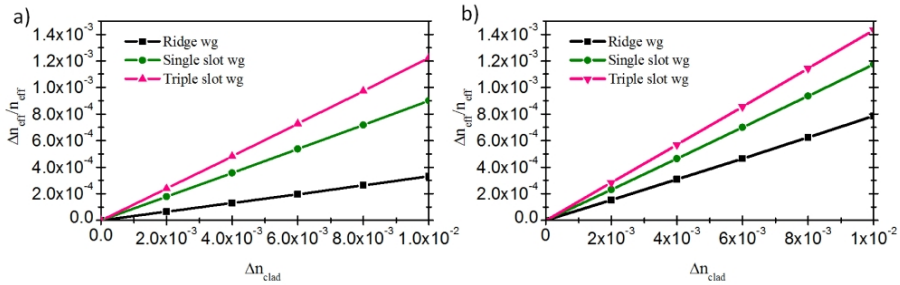 a)
1.4x10⁻³
1.2x10⁻³
1.0x10⁻³
8.0x10⁻⁴
6.0x10⁻⁴
4.0x10⁻⁴
2.0x10⁻⁴
0.0
Δn_eff/n_eff
Ridge wg
Single slot wg
Triple slot wg
0.0 2.0x10⁻³ 4.0x10⁻³ 6.0x10⁻³ 8.0x10⁻³ 1.0x10⁻²
Δn_clad
b)
1.4x10⁻³
1.2x10⁻³
1.0x10⁻³
8.0x10⁻⁴
6.0x10⁻⁴
4.0x10⁻⁴
2.0x10⁻⁴
0.0
Δn_eff/n_eff
Ridge wg
Single slot wg
Triple slot wg
0 2x10⁻³ 4x10⁻³ 6x10⁻³ 8x10⁻³ 1x10⁻²
Δn_clad